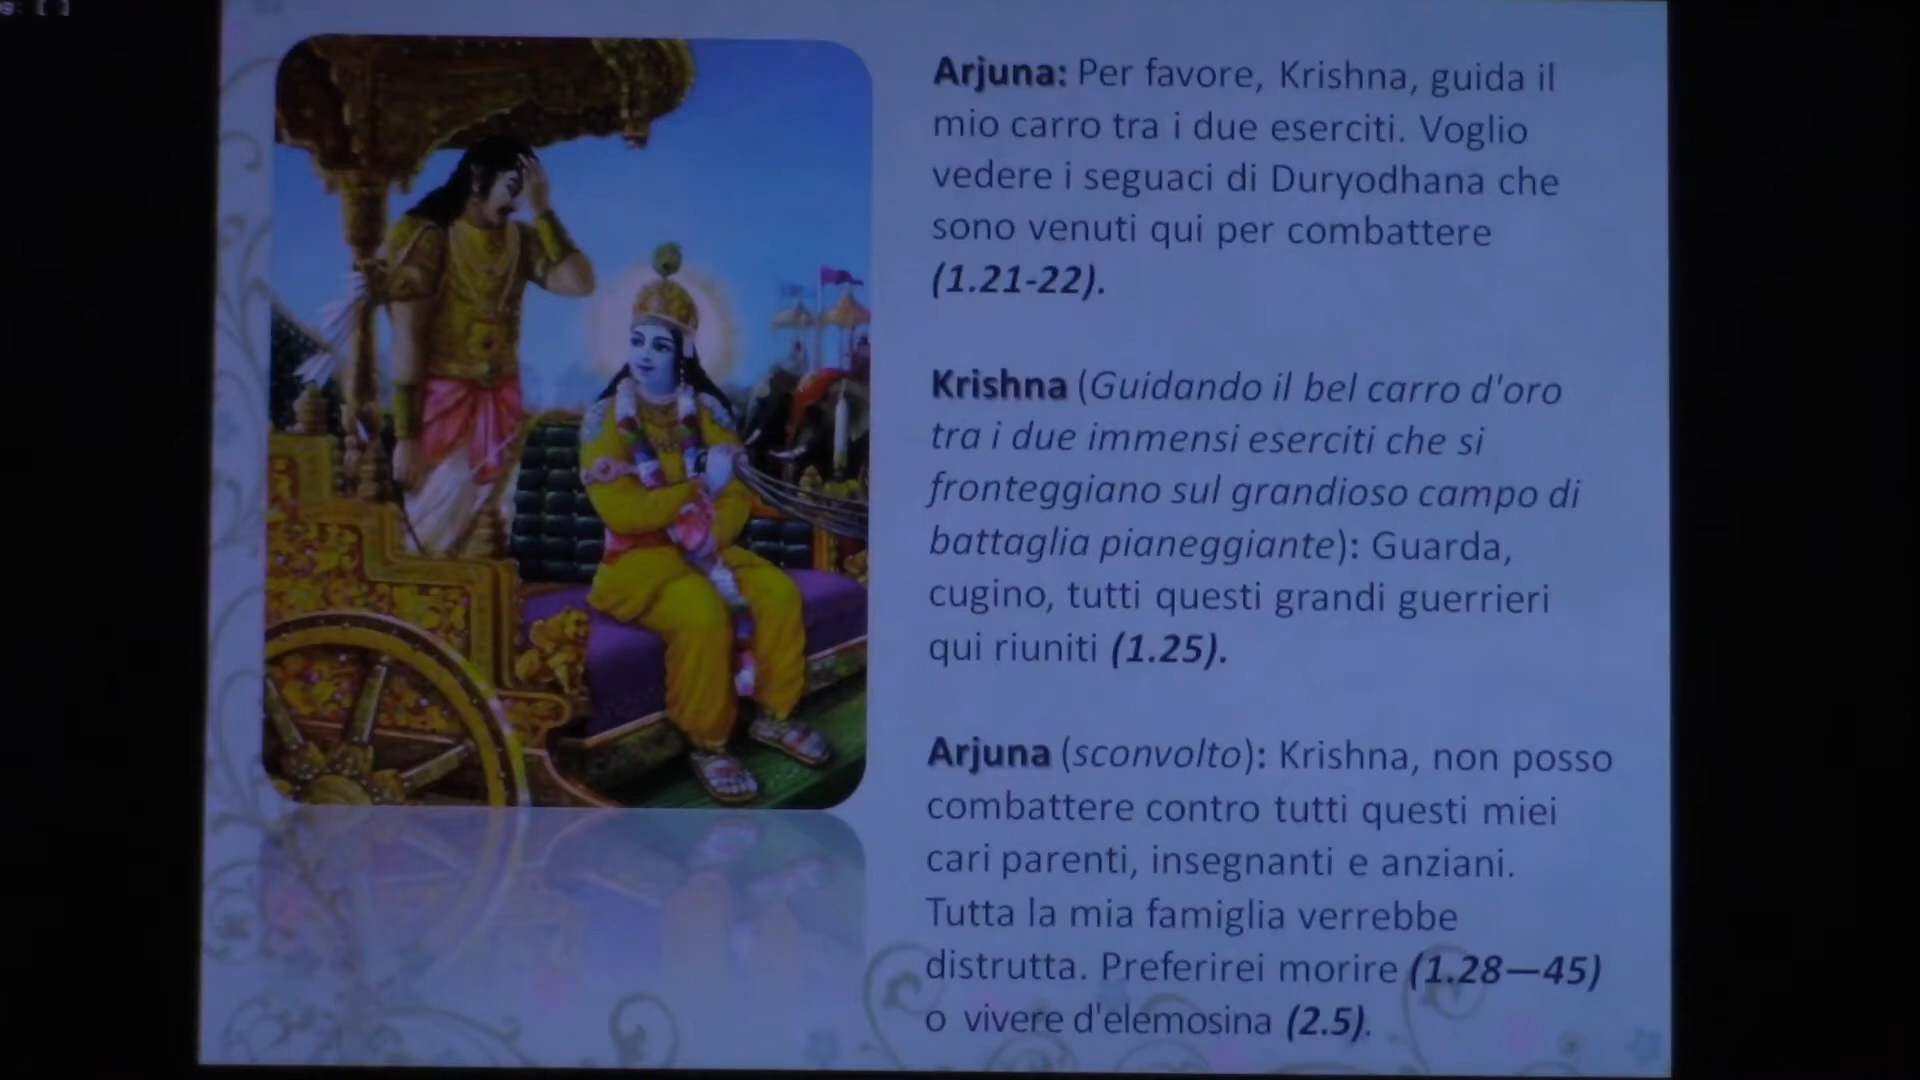 Arjuna: Per favore, Krishna, guida il
mio carro tra i due eserciti. Voglio
vedere i seguaci di Duryodhana che
sono venuti qui per combattere
(1.21-22).
Krishna (Guidando il bel carro d'oro
tra i due immensi eserciti che si
fronteggiano sul grandioso campo di
battaglia pianeggiante): Guarda,
cugino, tutti questi grandi guerrieri
qui riuniti (1.25).
Arjuna (sconvolto): Krishna, non posso
combattere contro tutti questi miei
cari parenti, insegnanti e anziani.
Tutta la mia famiglia verrebbe
distrutta. Preferirei morire (1.28—45)
o vivere d'elemosina (2.5).